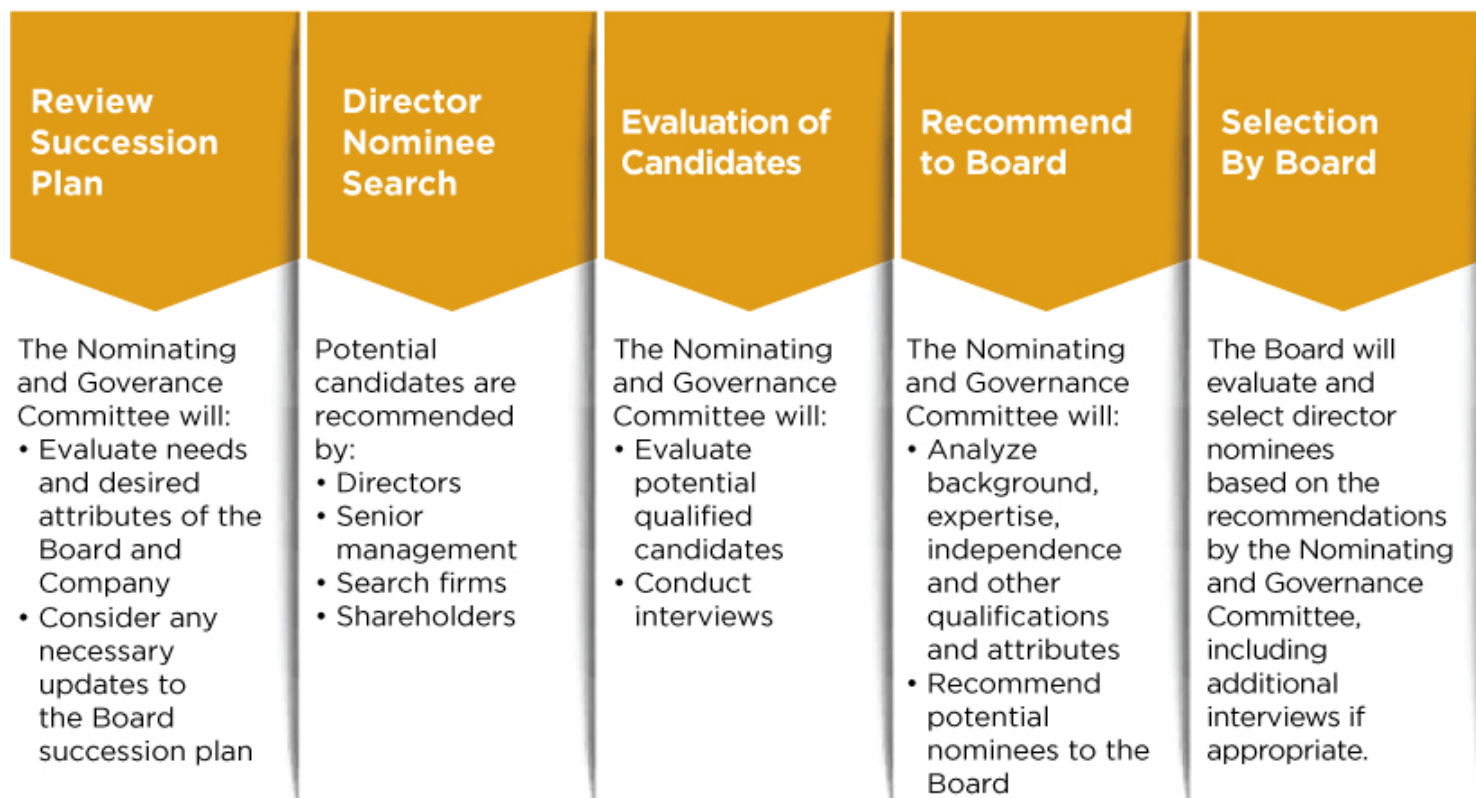 Review
Succession
Plan
The Nominating
and Goverance
Committee will:
• Evaluate needs
and desired
attributes of the
Board and
Company
• Consider any
necessary
updates to
the Board
succession plan
Director
Nominee
Search
Potential
candidates are
recommended
by:
• Directors
• Senior
management
• Search firms
• Shareholders
Evaluation of
Candidates
The Nominating
and Governance
Committee will:
• Evaluate
potential
qualified
candidates
• Conduct
interviews
Recommend
to Board
The Nominating
and Governance
Committee will:
• Analyze
background,
expertise,
independence
and other
qualifications
and attributes
• Recommend
potential
nominees to the
Board
Selection
By Board
The Board will
evaluate and
select director
nominees
based on the
recommendations
by the Nominating
and Governance
Committee,
including
additional
interviews if
appropriate.